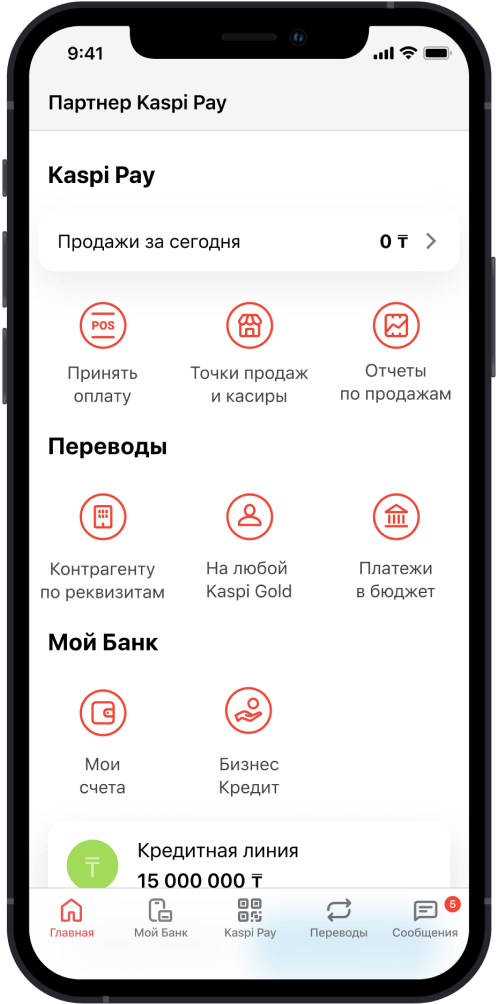 9:41
Партнер Kaspi Pay
Kaspi Pay
Продажи за сегодня 0 ₸
POS
Принять
оплату
Точки продаж
и касиры
Отчеты
по продажам
Переводы
Контрагенту
по реквизитам
На любой
Kaspi Gold
Платежи
в бюджет
Мой Банк
Мои
счета
Бизнес
Кредит
₸
Кредитная линия
15 000 000 ₸
5
Главная Мой Банк Kaspi Pay Переводы Сообщения